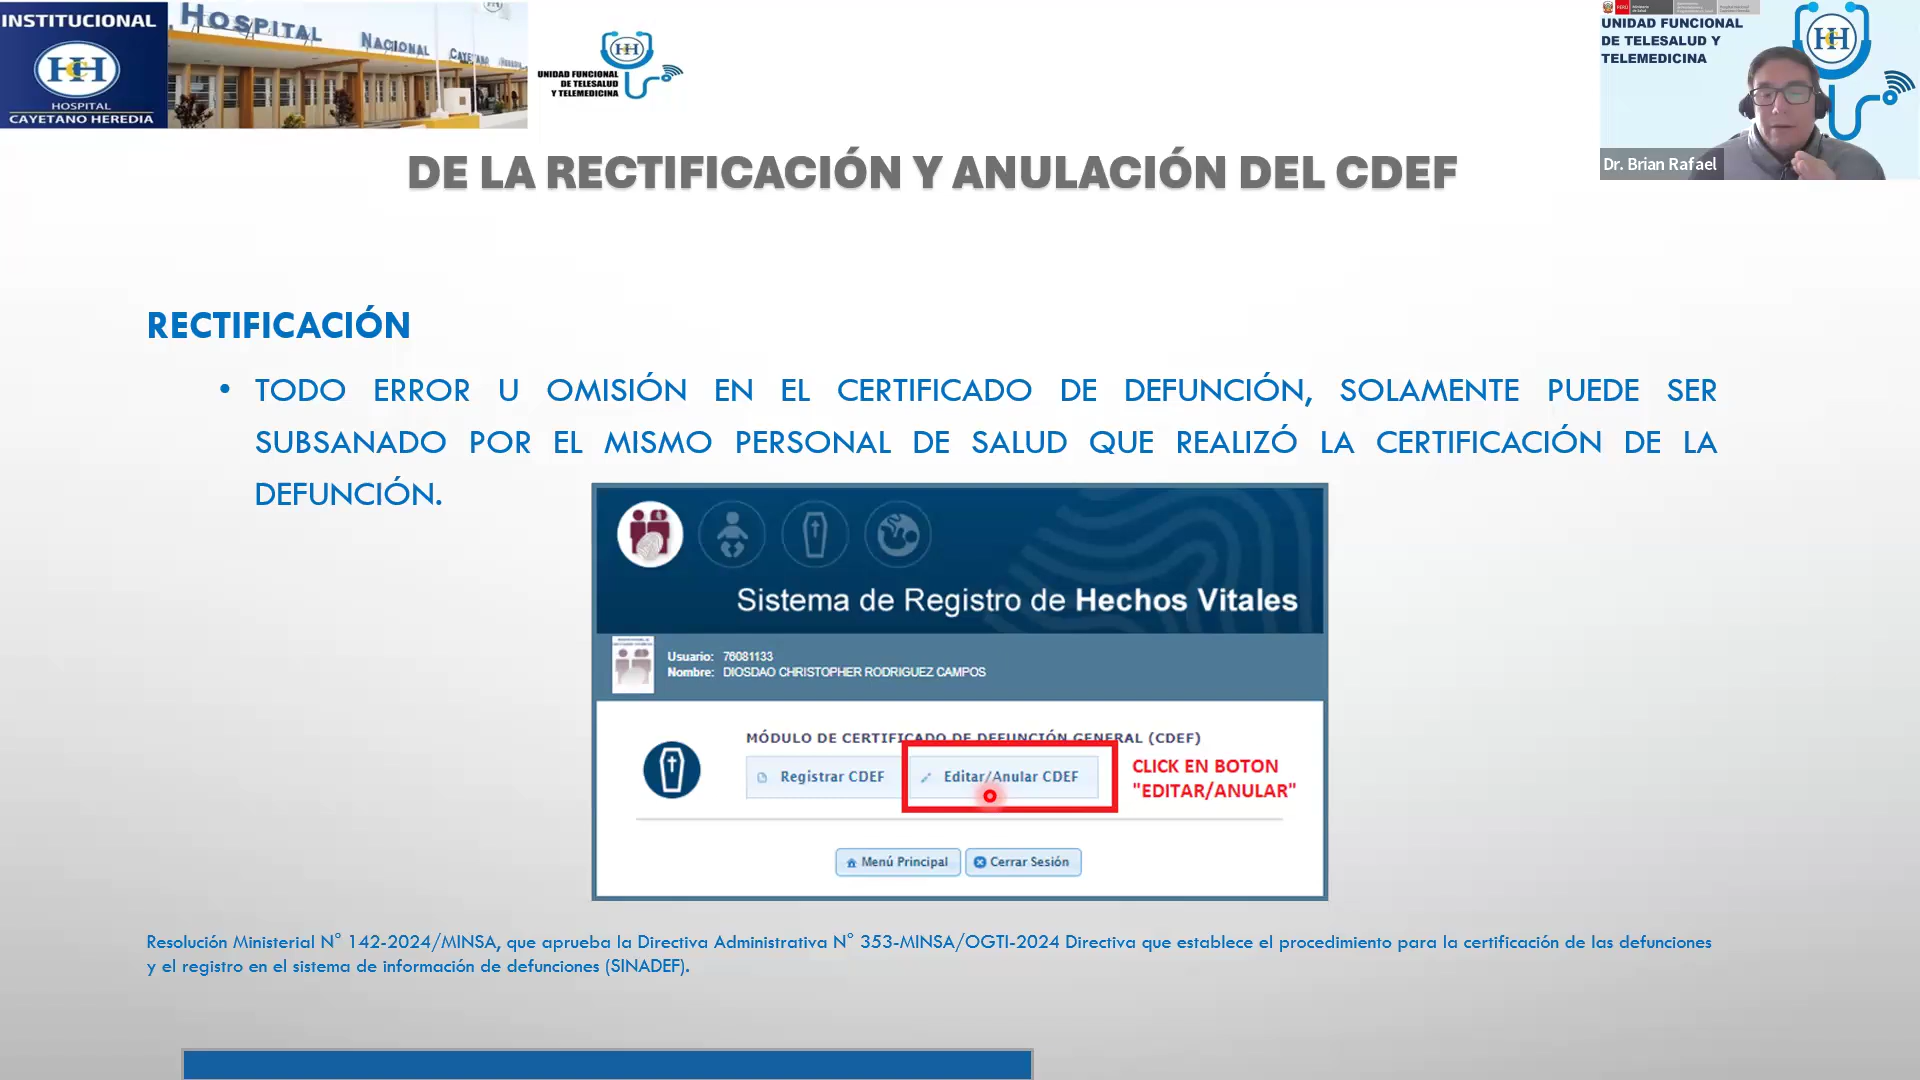 INSTITUCIONAL
HOSPITAL
CAYETANO HEREDIA
HOSPITAL NACIONAL CAYETANO HEREDIA
UNIDAD FUNCIONAL
DE TELESALUD
Y TELEMEDICINA
UNIDAD FUNCIONAL
DE TELESALUD Y
TELEMEDICINA
Dr. Brian Rafael
DE LA RECTIFICACIÓN Y ANULACIÓN DEL CDEF
RECTIFICACIÓN
• TODO ERROR U OMISIÓN EN EL CERTIFICADO DE DEFUNCIÓN, SOLAMENTE PUEDE SER
SUBSANADO POR EL MISMO PERSONAL DE SALUD QUE REALIZÓ LA CERTIFICACIÓN DE LA
DEFUNCIÓN.
Sistema de Registro de Hechos Vitales
Usuario: 76081133
Nombre: DIOSDAO CHRISTOPHER RODRIGUEZ CAMPOS
MÓDULO DE CERTIFICADO DE DEFUNCIÓN GENERAL (CDEF)
Registrar CDEF
Editar/Anular CDEF
CLICK EN BOTON
"EDITAR/ANULAR"
Menú Principal
Cerrar Sesión
Resolución Ministerial N° 142-2024/MINSA, que aprueba la Directiva Administrativa N° 353-MINSA/OGTI-2024 Directiva que establece el procedimiento para la certificación de las defunciones
y el registro en el sistema de información de defunciones (SINADEF).